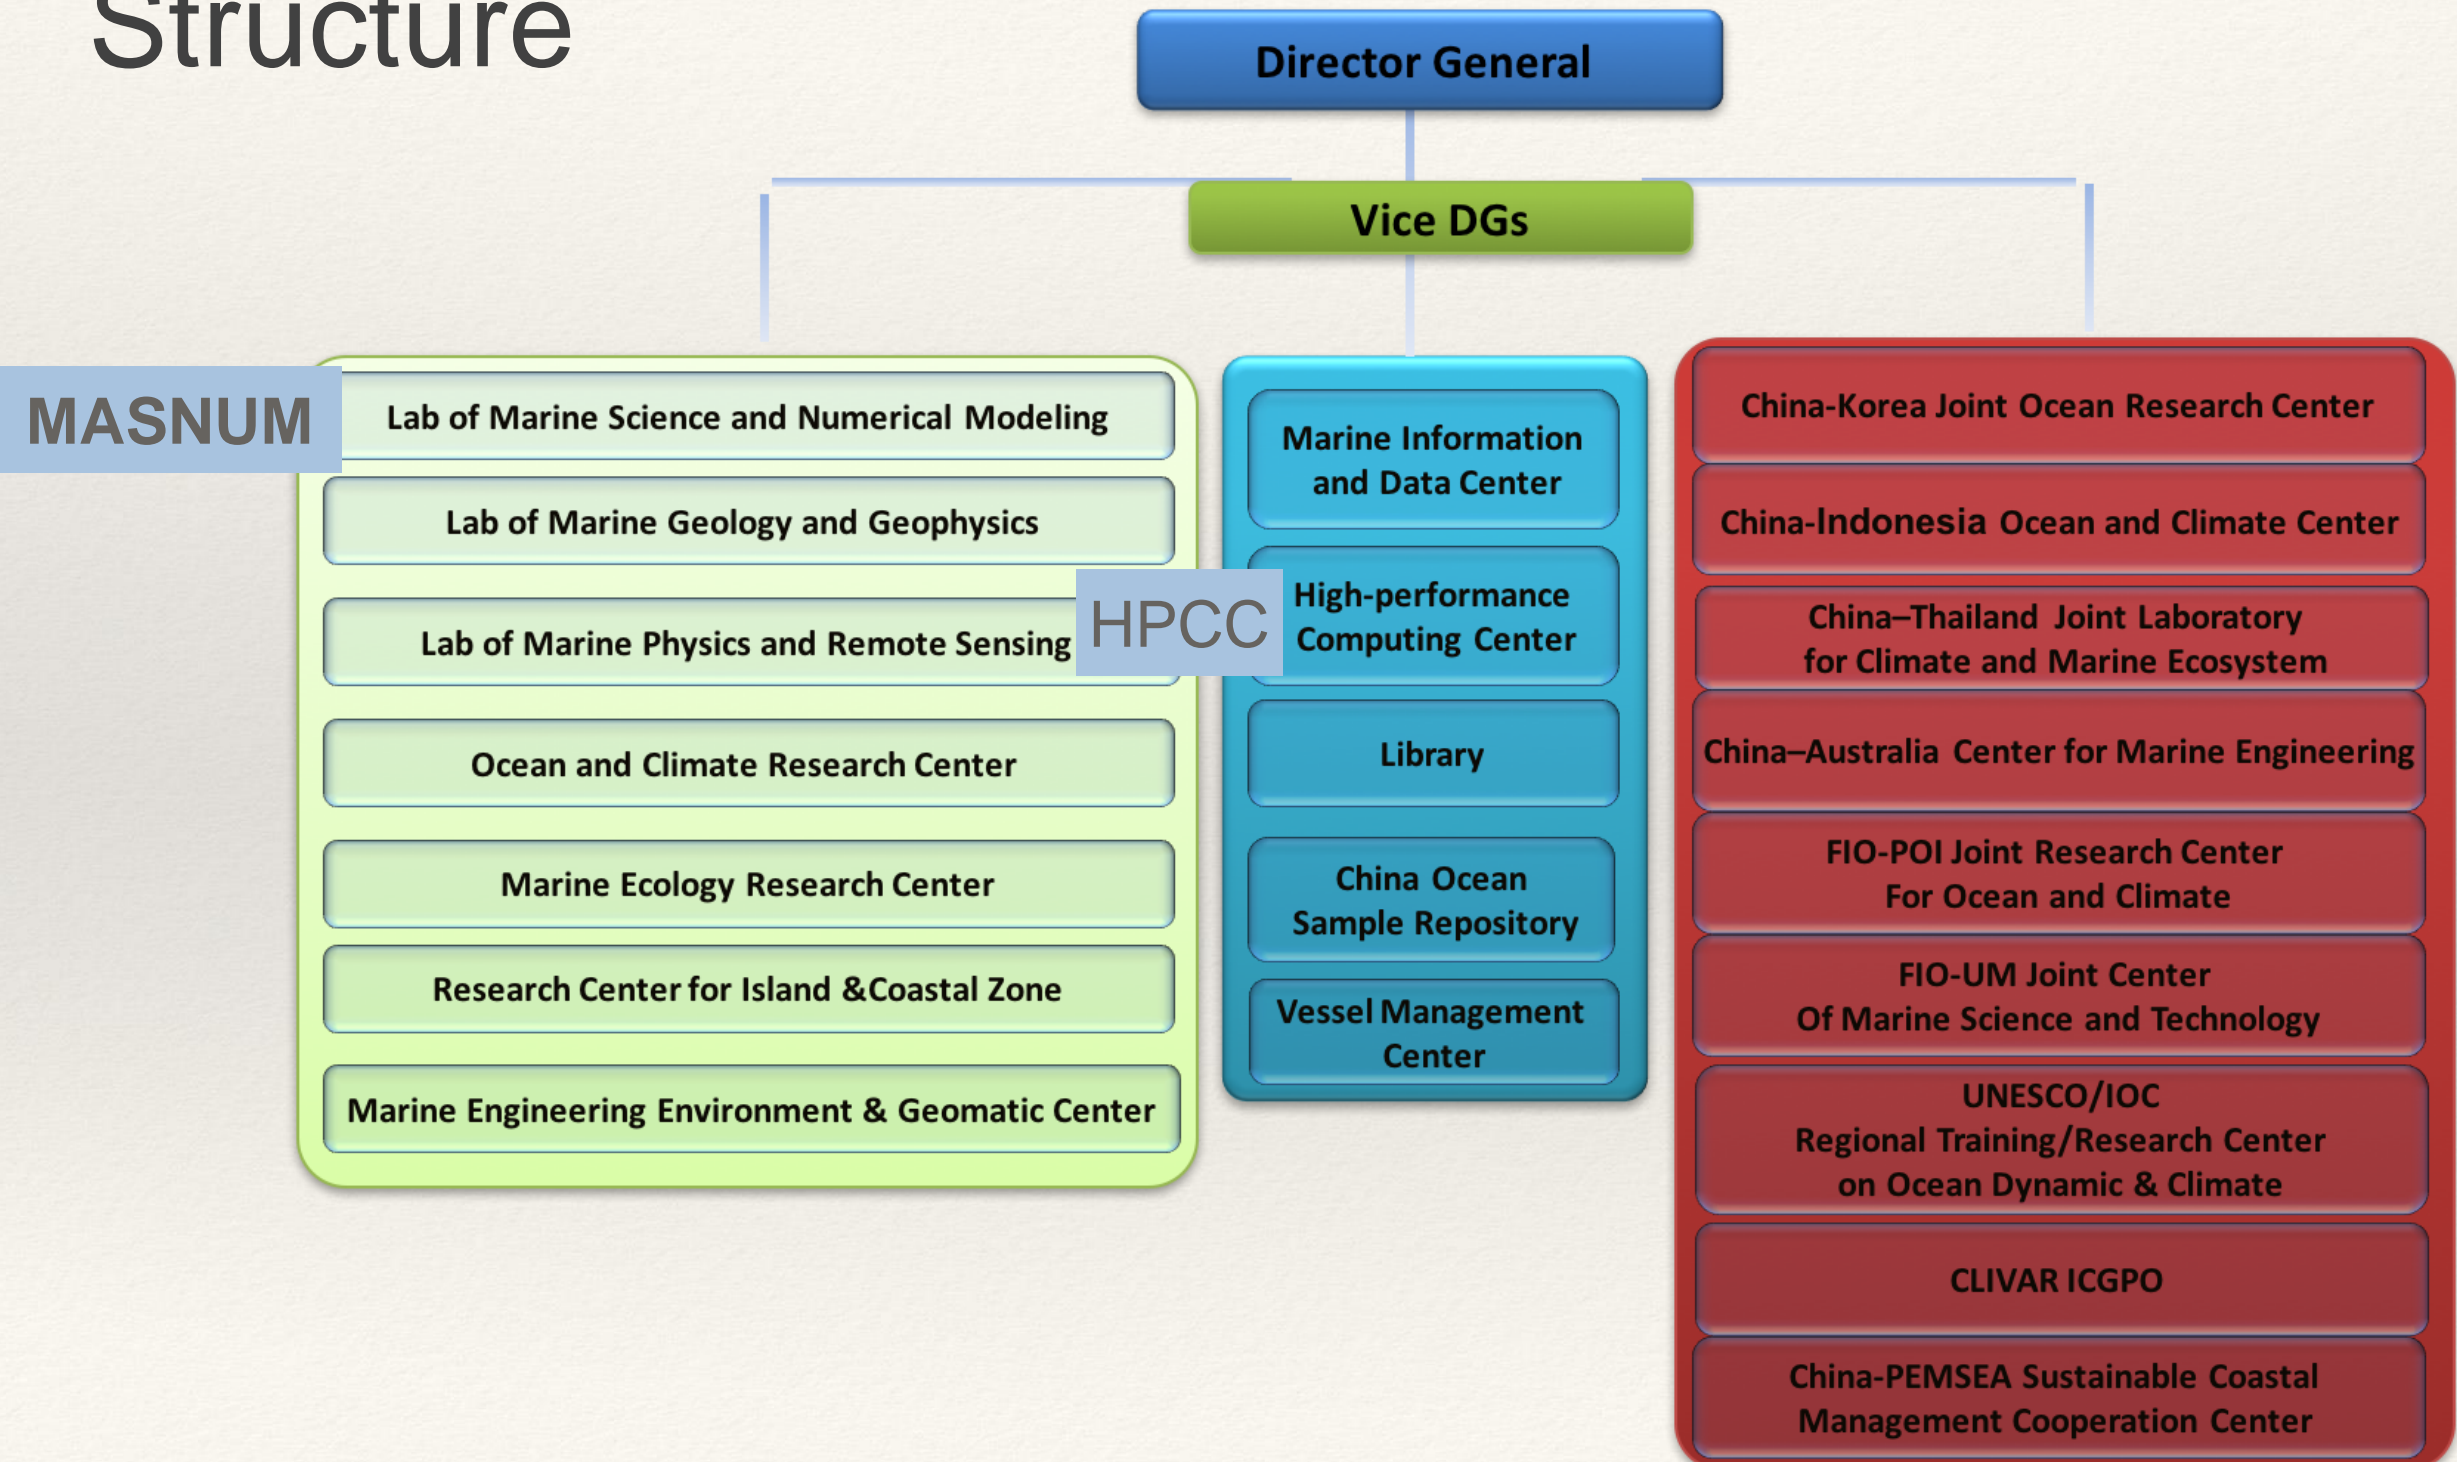 Structure
Director General
Vice DGs
MASNUM
Lab of Marine Science and Numerical Modeling
Lab of Marine Geology and Geophysics
Lab of Marine Physics and Remote Sensing
Ocean and Climate Research Center
Marine Ecology Research Center
Research Center for Island &Coastal Zone
Marine Engineering Environment & Geomatic Center
Marine Information
and Data Center
HPCC
High-performance
Computing Center
Library
China Ocean
Sample Repository
Vessel Management
Center
China-Korea Joint Ocean Research Center
China-Indonesia Ocean and Climate Center
China–Thailand Joint Laboratory
for Climate and Marine Ecosystem
China–Australia Center for Marine Engineering
FIO-POI Joint Research Center
For Ocean and Climate
FIO-UM Joint Center
Of Marine Science and Technology
UNESCO/IOC
Regional Training/Research Center
on Ocean Dynamic & Climate
CLIVAR ICGPO
China-PEMSEA Sustainable Coastal
Management Cooperation Center